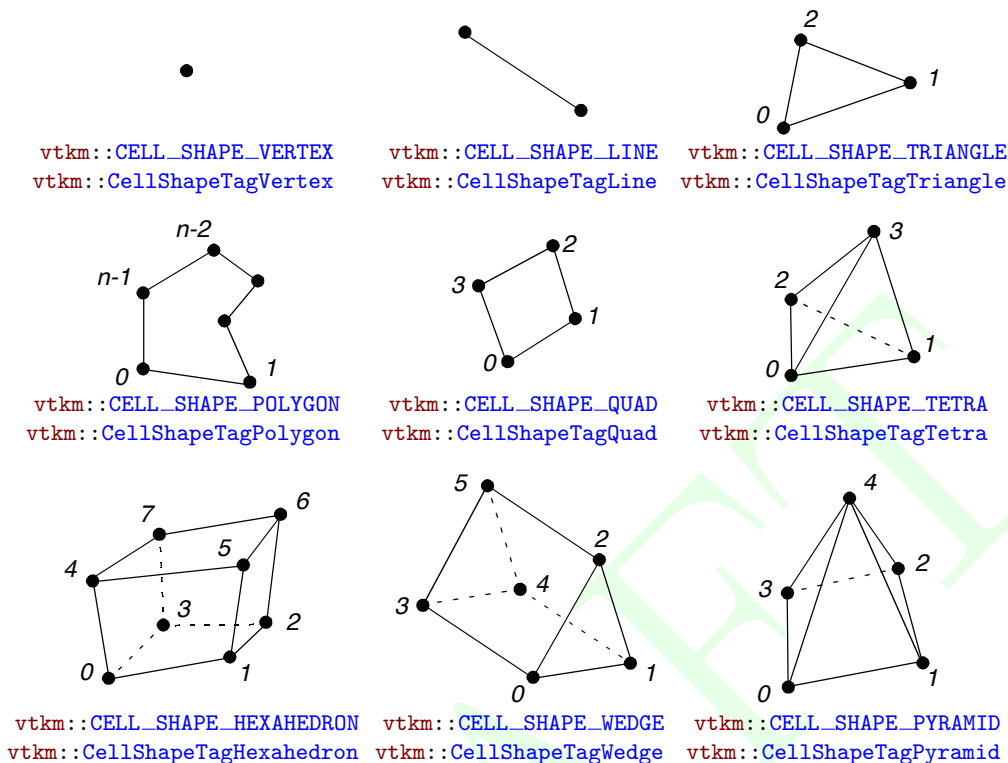 2
1
0
vtkm::CELL_SHAPE_VERTEX
vtkm::CellShapeTagVertex
vtkm::CELL_SHAPE_LINE
vtkm::CellShapeTagLine
vtkm::CELL_SHAPE_TRIANGLE
vtkm::CellShapeTagTriangle
n-2
n-1
0
1
2
3
1
0
3
2
1
0
vtkm::CELL_SHAPE_POLYGON
vtkm::CellShapeTagPolygon
vtkm::CELL_SHAPE_QUAD
vtkm::CellShapeTagQuad
vtkm::CELL_SHAPE_TETRA
vtkm::CellShapeTagTetra
6
7
5
4
3
2
0
1
5
2
4
3
1
0
4
2
3
1
0
vtkm::CELL_SHAPE_HEXAHEDRON
vtkm::CellShapeTagHexahedron
vtkm::CELL_SHAPE_WEDGE
vtkm::CellShapeTagWedge
vtkm::CELL_SHAPE_PYRAMID
vtkm::CellShapeTagPyramid